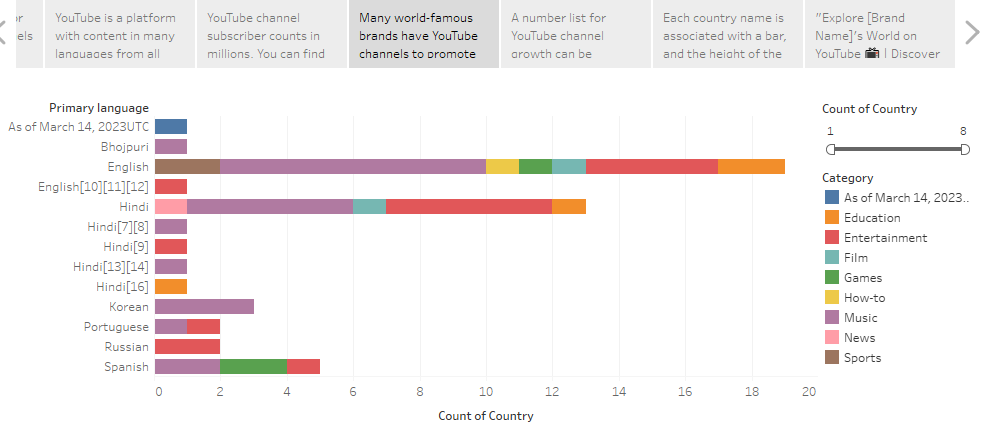 or
els
YouTube is a platform
with content in many
languages from all
YouTube channel
subscriber counts in
millions. You can find
Many world-famous
brands have YouTube
channels to promote
A number list for
YouTube channel
growth can be
Each country name is
associated with a bar,
and the height of the
"Explore [Brand
Name]'s World on
YouTube 📺 | Discover
Primary language
As of March 14, 2023UTC
Bhojpuri
English
English[10][11][12]
Hindi
Hindi[7][8]
Hindi[9]
Hindi[13][14]
Hindi[16]
Korean
Portuguese
Russian
Spanish
0 2 4 6 8 10 12 14 16 18 20
Count of Country
Count of Country
1 8
Category
As of March 14, 2023..
Education
Entertainment
Film
Games
How-to
Music
News
Sports